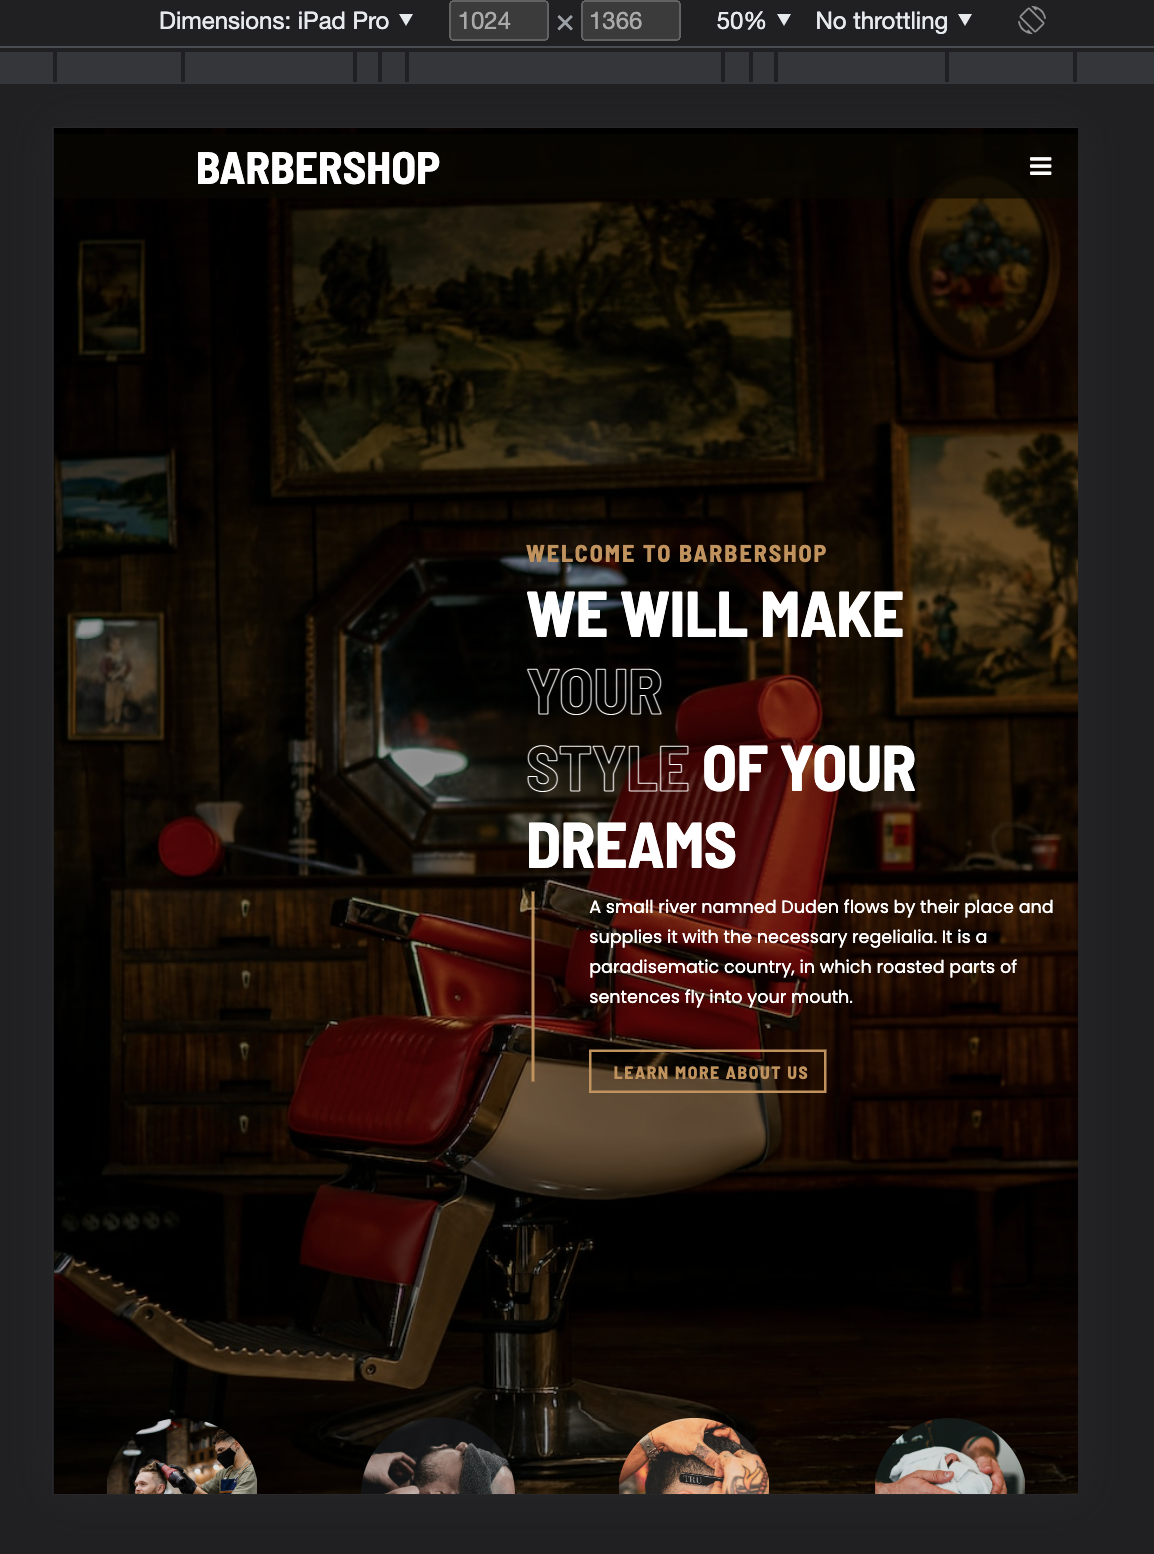 Dimensions: iPad Pro ▼ 1024 × 1366 50% ▼ No throttling ▼
BARBERSHOP
WELCOME TO BARBERSHOP
WE WILL MAKE
YOUR
STYLE OF YOUR
DREAMS
A small river namned Duden flows by their place and
supplies it with the necessary regelialia. It is a
paradisematic country, in which roasted parts of
sentences fly into your mouth.
LEARN MORE ABOUT US
TRU